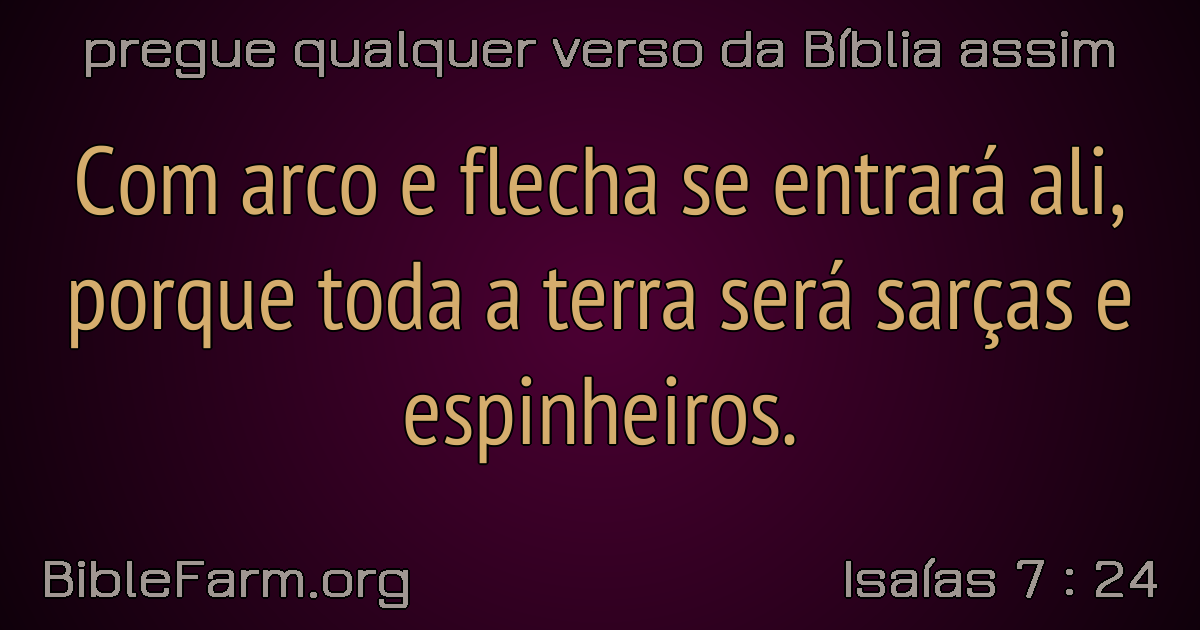 pregue qualquer verso da Bíblia assim
Com arco e flecha se entrará ali,
porque toda a terra será sarças e
espinheiros.
BibleFarm.org
Isaías 7 : 24